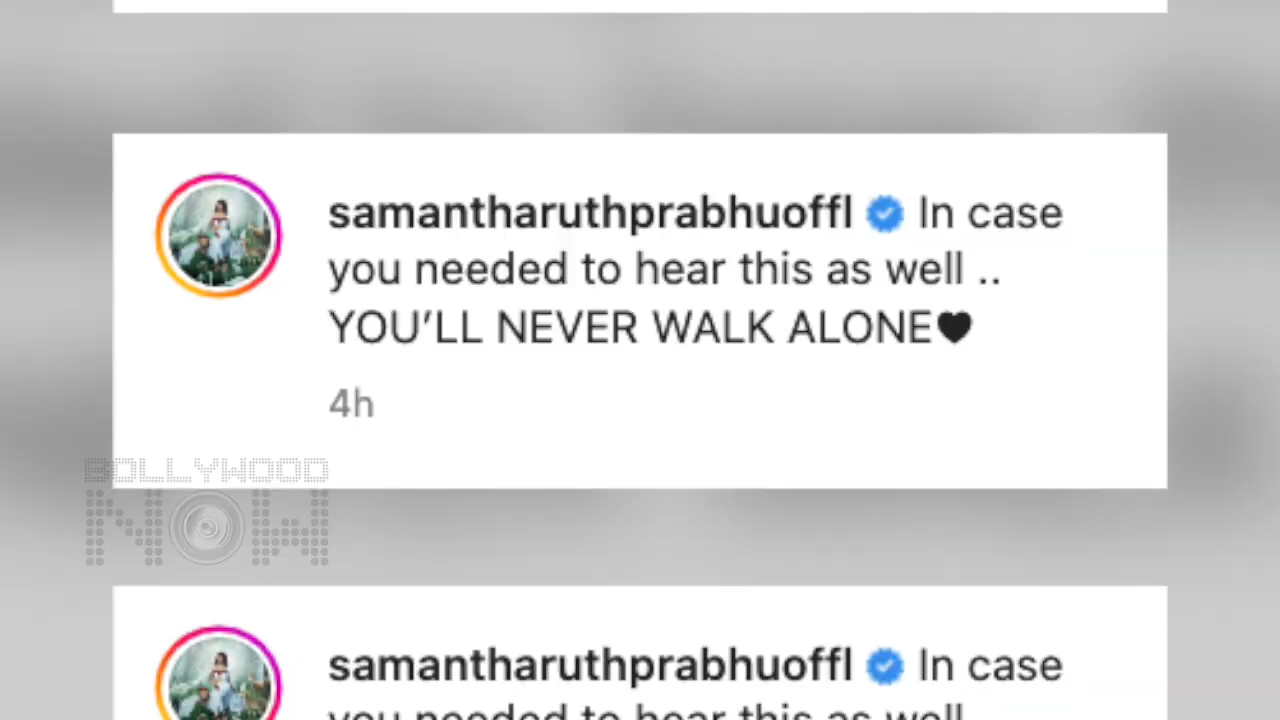 samantharuthprabhuoffl In case
you needed to hear this as well ..
YOU'LL NEVER WALK ALONE🖤
4h
BOLLYWOOD
NOW
samantharuthprabhuoffl In case
you needed to hear this as well